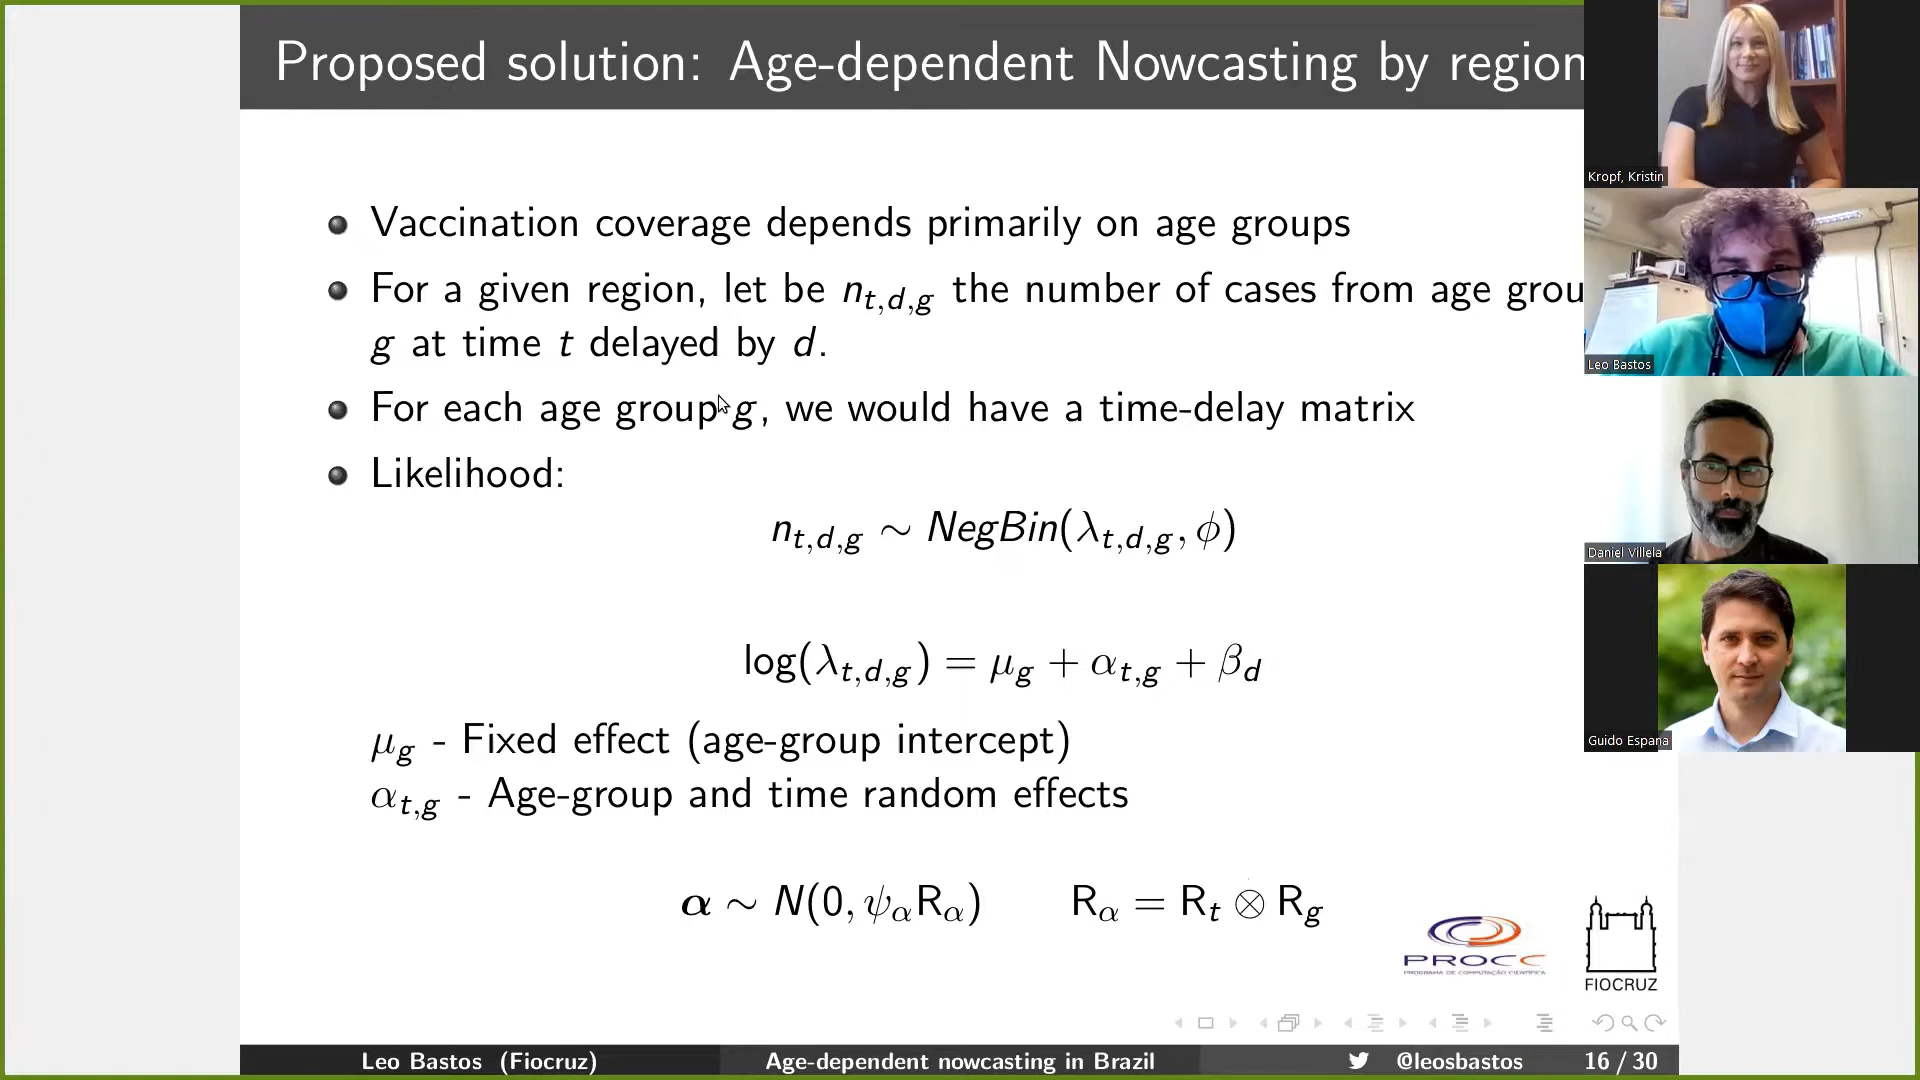 Proposed solution: Age-dependent Nowcasting by region
Vaccination coverage depends primarily on age groups
For a given region, let be n_{t,d,g} the number of cases from age grou
g at time t delayed by d.
For each age group g, we would have a time-delay matrix
Likelihood:
n_{t,d,g} ∼ NegBin(λ_{t,d,g}, ϕ)
log(λ_{t,d,g}) = μ_g + α_{t,g} + β_d
μ_g - Fixed effect (age-group intercept)
α_{t,g} - Age-group and time random effects
α ∼ N(0, ψ_α R_α) R_α = R_t ⊗ R_g
PROCC
PROGRAMA DE COMPUTAÇÃO CIENTÍFICA
FIOCRUZ
Leo Bastos (Fiocruz) Age-dependent nowcasting in Brazil @leosbastos 16 / 30
Kropf, Kristin
Leo Bastos
Daniel Villela
Guido Espana